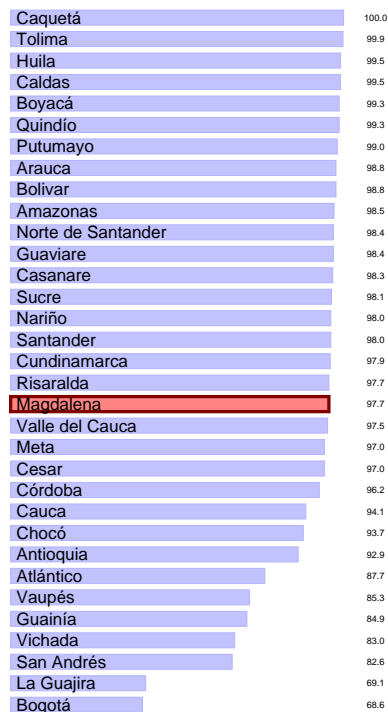 Caquetá 100.0
Tolima 99.9
Huila 99.5
Caldas 99.5
Boyacá 99.3
Quindío 99.3
Putumayo 99.0
Arauca 98.8
Bolivar 98.8
Amazonas 98.5
Norte de Santander 98.4
Guaviare 98.4
Casanare 98.3
Sucre 98.1
Nariño 98.0
Santander 98.0
Cundinamarca 97.9
Risaralda 97.7
Magdalena 97.7
Valle del Cauca 97.5
Meta 97.0
Cesar 97.0
Córdoba 96.2
Cauca 94.1
Chocó 93.7
Antioquia 92.9
Atlántico 87.7
Vaupés 85.3
Guainía 84.9
Vichada 83.0
San Andrés 82.6
La Guajira 69.1
Bogotá 68.6